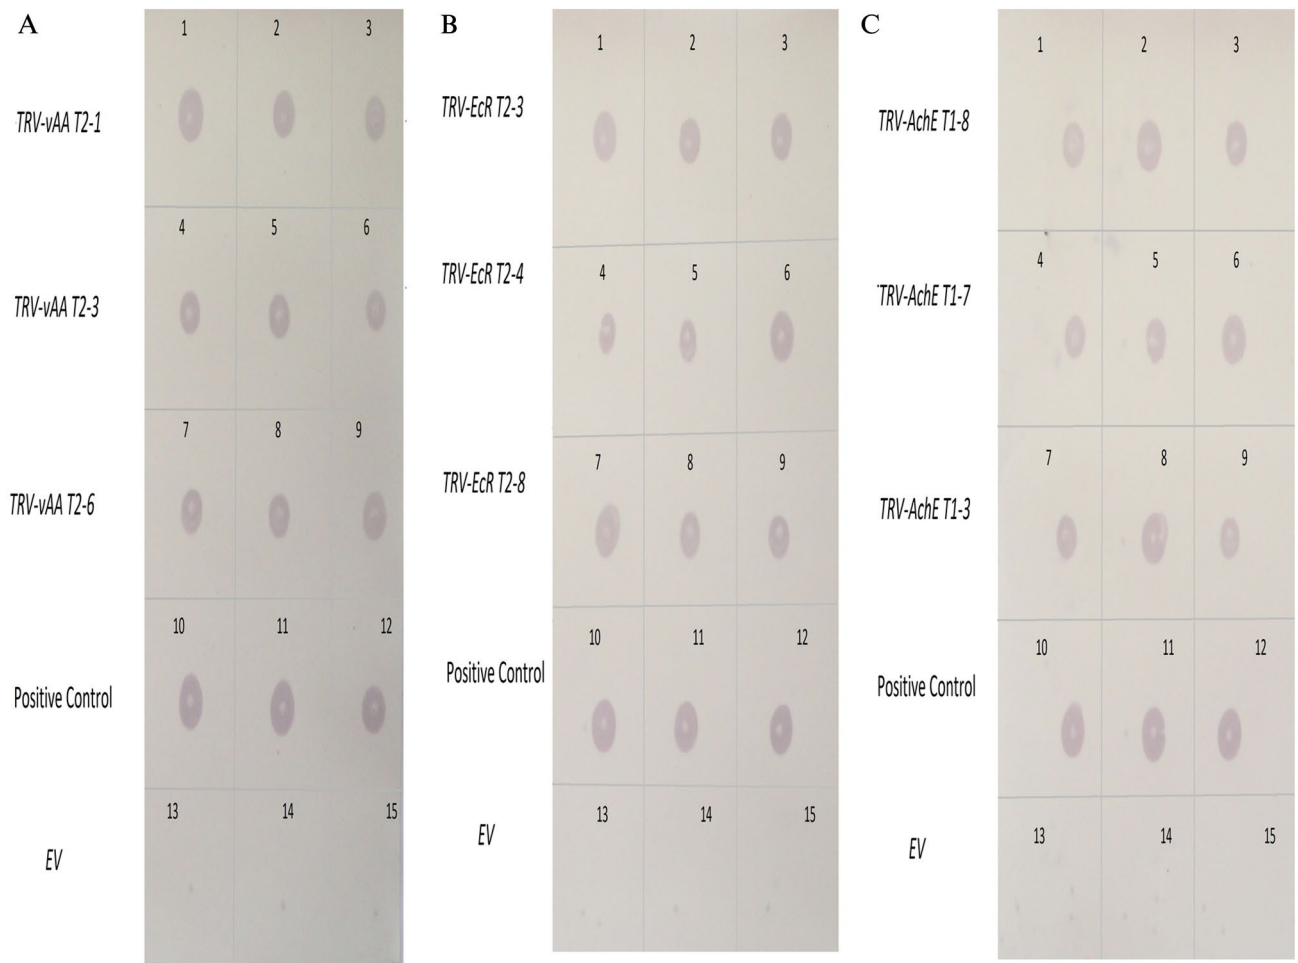 A
1 2 3
TRV-vAA T2-1
4 5 6
TRV-vAA T2-3
7 8 9
TRV-vAA T2-6
10 11 12
Positive Control
13 14 15
EV
B
1 2 3
TRV-EcR T2-3
4 5 6
TRV-EcR T2-4
7 8 9
TRV-EcR T2-8
10 11 12
Positive Control
13 14 15
EV
C
1 2 3
TRV-AchE T1-8
4 5 6
TRV-AchE T1-7
7 8 9
TRV-AchE T1-3
10 11 12
Positive Control
13 14 15
EV